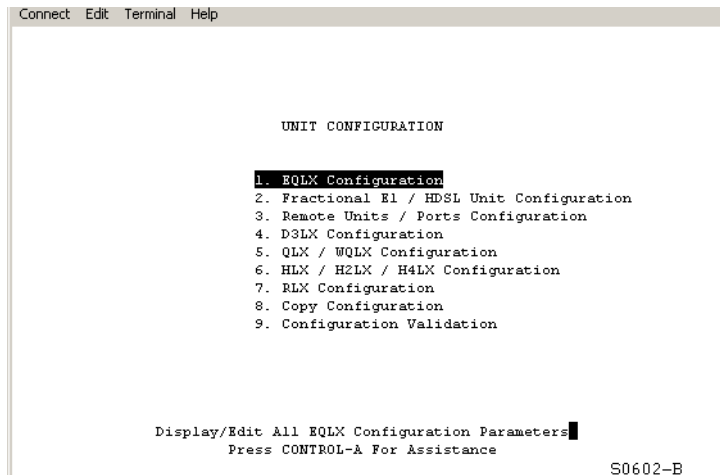 Connect Edit Terminal Help
UNIT CONFIGURATION
1. EQLX Configuration
2. Fractional E1 / HDSL Unit Configuration
3. Remote Units / Ports Configuration
4. D3LX Configuration
5. QLX / WQLX Configuration
6. HLX / H2LX / H4LX Configuration
7. RLX Configuration
8. Copy Configuration
9. Configuration Validation
Display/Edit All EQLX Configuration Parameters
Press CONTROL-A For Assistance
S0602-B